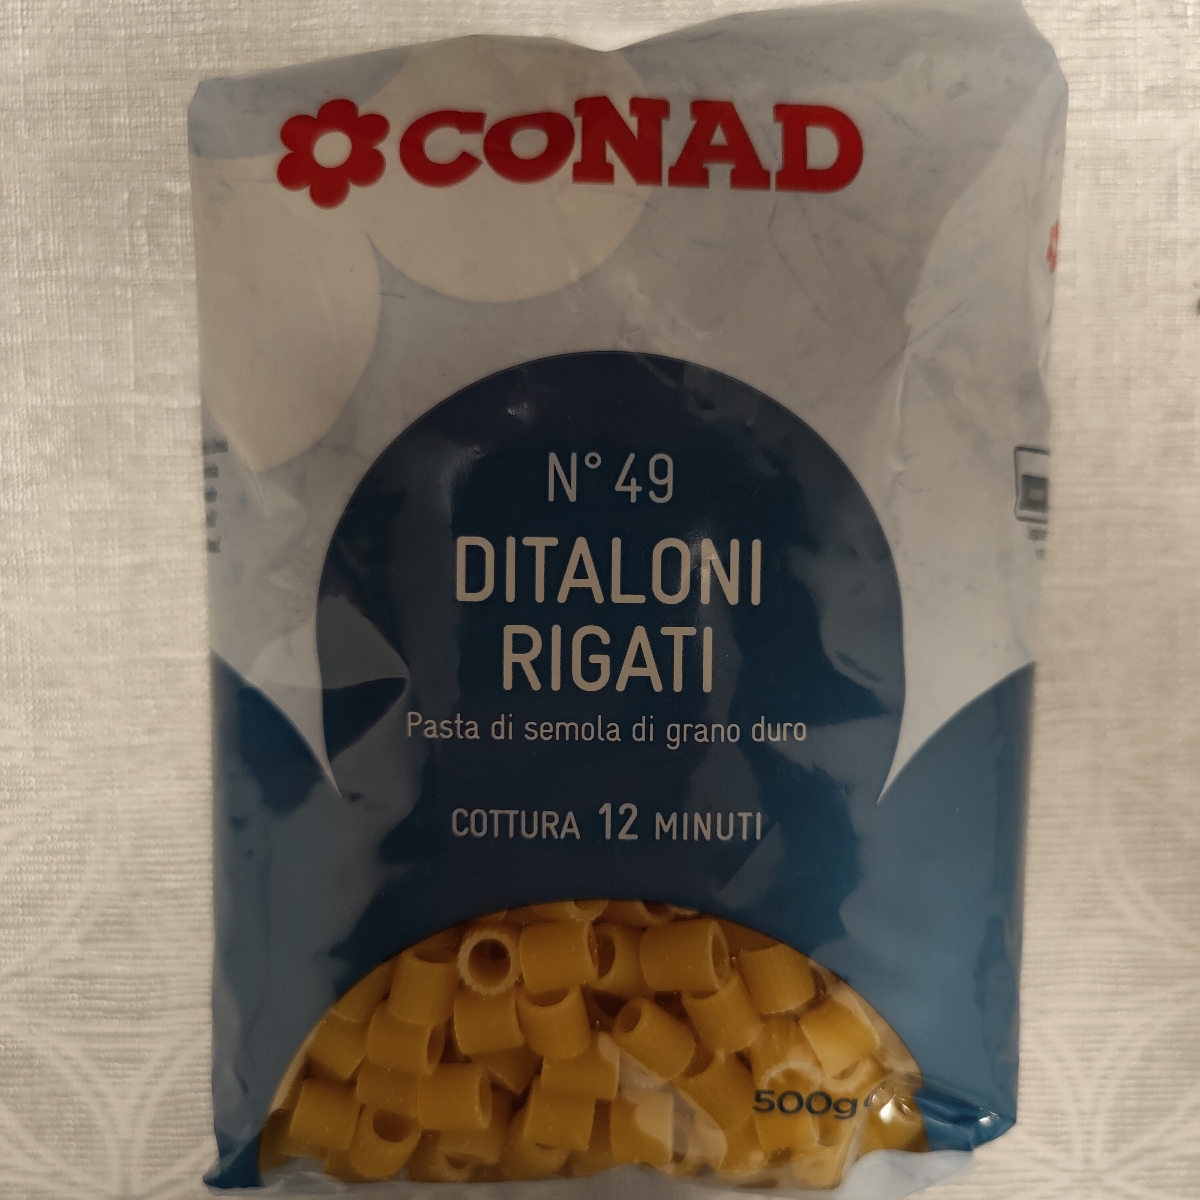 CONAD
N° 49
DITALONI
RIGATI
Pasta di semola di grano duro
COTTURA 12 MINUTI
500g